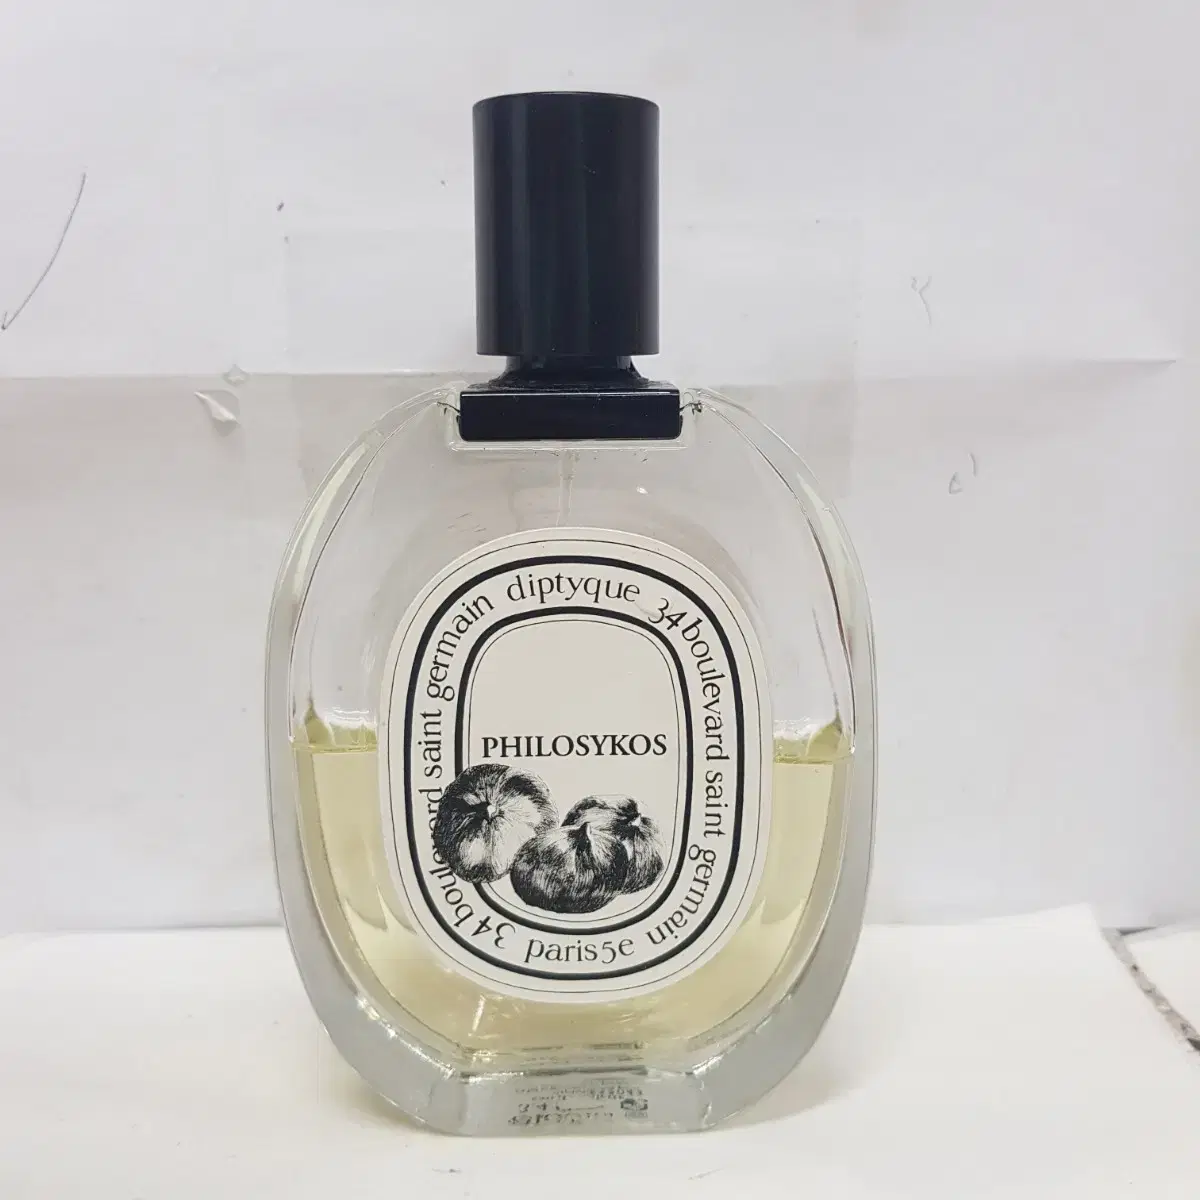 diptyque 34 boulevard saint germain paris 5e 34 boulevard saint germain
PHILOSYKOS